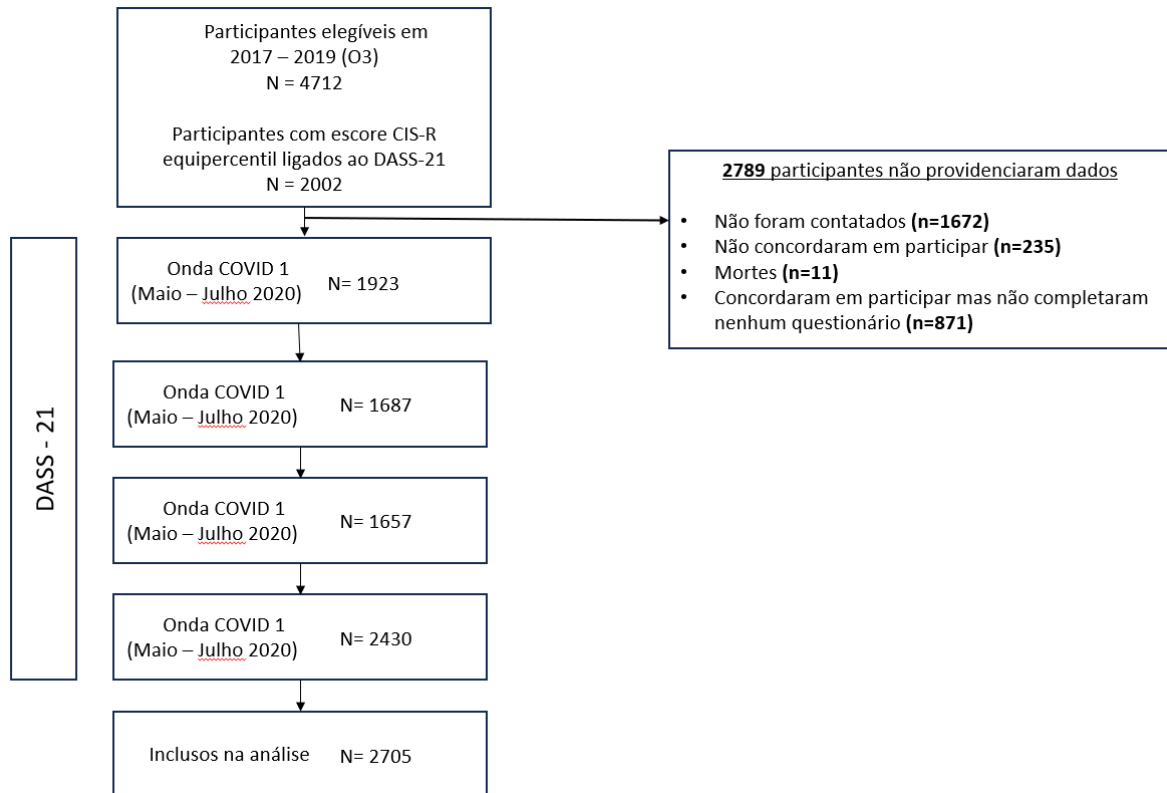 Participantes elegíveis em
2017 – 2019 (O3)
N = 4712
Participantes com escore CIS-R
equipercentil ligados ao DASS-21
N = 2002
2789 participantes não providenciaram dados
• Não foram contatados (n=1672)
• Não concordaram em participar (n=235)
• Mortes (n=11)
• Concordaram em participar mas não completaram
nenhum questionário (n=871)
DASS - 21
Onda COVID 1
(Maio – Julho 2020)
N= 1923
Onda COVID 1
(Maio – Julho 2020)
N= 1687
Onda COVID 1
(Maio – Julho 2020)
N= 1657
Onda COVID 1
(Maio – Julho 2020)
N= 2430
Inclusos na análise
N= 2705